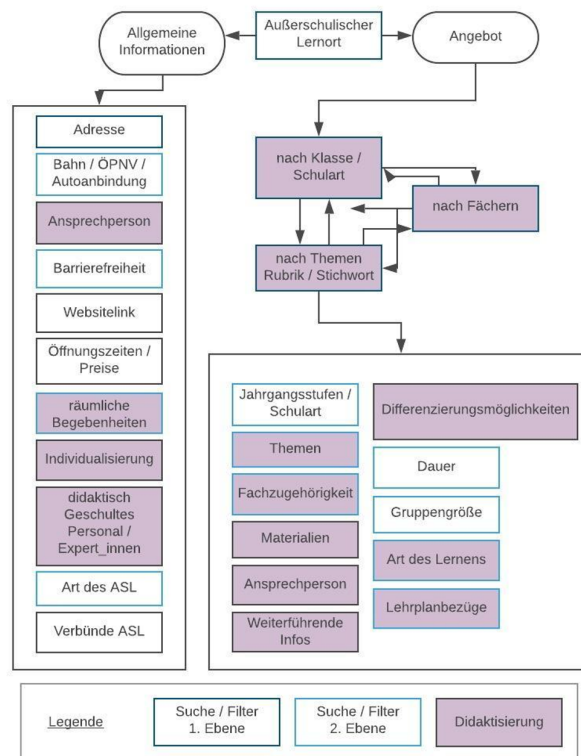 Allgemeine
Informationen
Außerschulischer
Lernort
Angebot
Adresse
Bahn / ÖPNV /
Autoanbindung
Ansprechperson
Barrierefreiheit
Websitelink
Öffnungszeiten /
Preise
räumliche
Begebenheiten
Individualisierung
didaktisch
Geschultes
Personal /
Expert_innen
Art des ASL
Verbünde ASL
nach Klasse /
Schulart
nach Fächern
nach Themen
Rubrik / Stichwort
Jahrgangsstufen /
Schulart
Themen
Fachzugehörigkeit
Materialien
Ansprechperson
Weiterführende
Infos
Differenzierungsmöglichkeiten
Dauer
Gruppengröße
Art des Lernens
Lehrplanbezüge
Legende
Suche / Filter
1. Ebene
Suche / Filter
2. Ebene
Didaktisierung